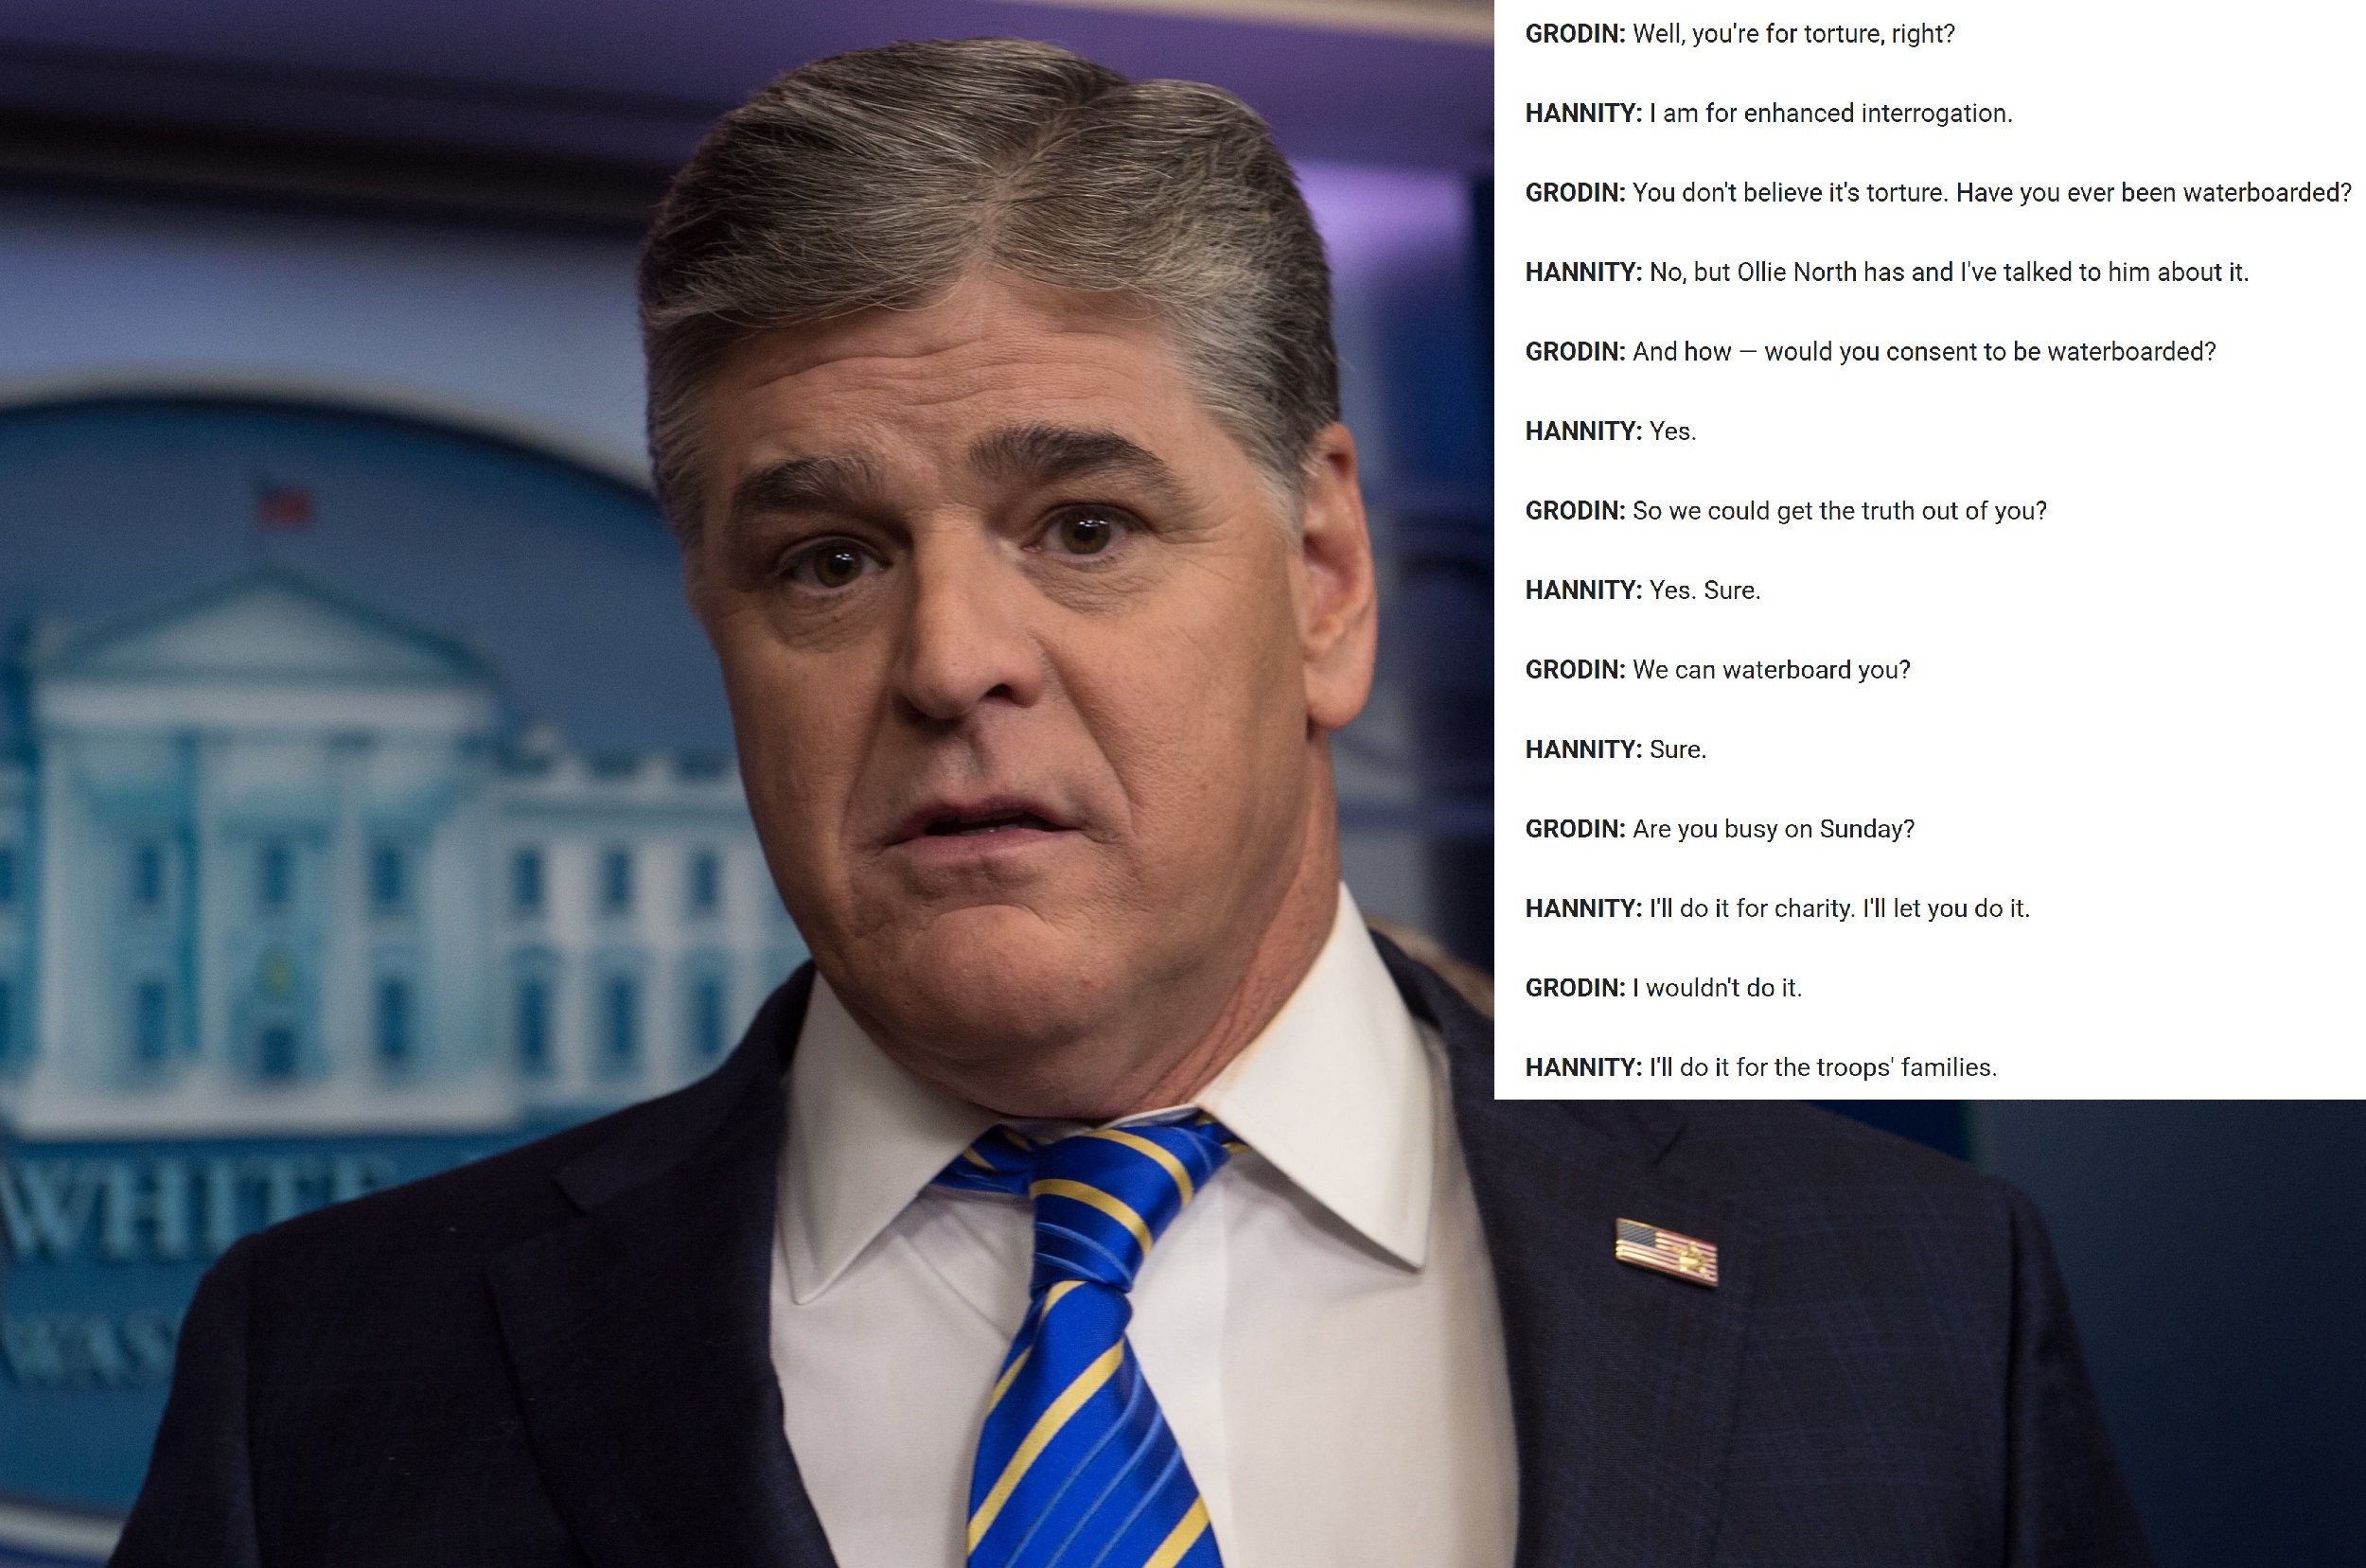 GRODIN: Well, you're for torture, right?
HANNITY: I am for enhanced interrogation.
GRODIN: You don't believe it's torture. Have you ever been waterboarded?
HANNITY: No, but Ollie North has and I've talked to him about it.
GRODIN: And how — would you consent to be waterboarded?
HANNITY: Yes.
GRODIN: So we could get the truth out of you?
HANNITY: Yes. Sure.
GRODIN: We can waterboard you?
HANNITY: Sure.
GRODIN: Are you busy on Sunday?
HANNITY: I'll do it for charity. I'll let you do it.
GRODIN: I wouldn't do it.
HANNITY: I'll do it for the troops' families.
WHITE
WAS